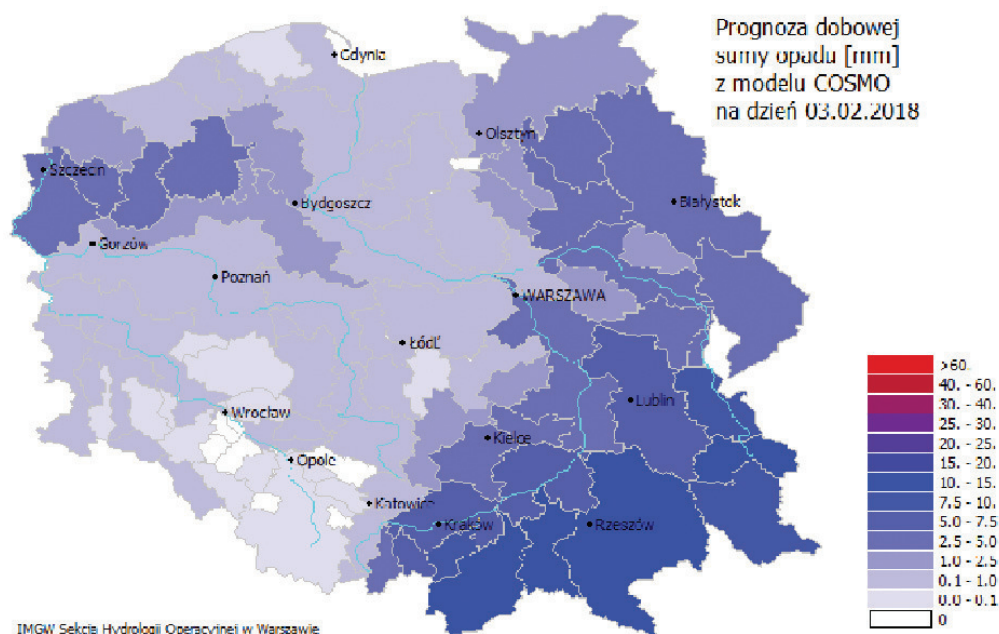 Prognoza dobowej
sumy opadu [mm]
z modelu COSMO
na dzień 03.02.2018
Gdynia
Olsztyn
Szczecin
Bydgoszcz
Białystok
Gorzów
Poznań
WARSZAWA
Łódź
Wrocław
Lublin
Kielce
Opole
Katowice
Kraków
Rzeszów
>60.
40. - 60.
30. - 40.
25. - 30.
20. - 25.
15. - 20.
10. - 15.
7.5 - 10.
5.0 - 7.5
2.5 - 5.0
1.0 - 2.5
0.1 - 1.0
0.0 - 0.1
0
IMGW Sekcja Hydrologii Operacyjnej w Warszawie